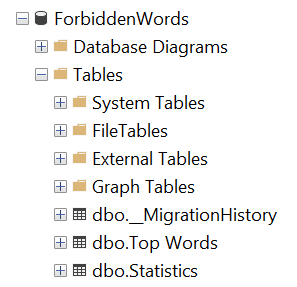 ForbiddenWords
Database Diagrams
Tables
System Tables
FileTables
External Tables
Graph Tables
dbo.__MigrationHistory
dbo.Top Words
dbo.Statistics